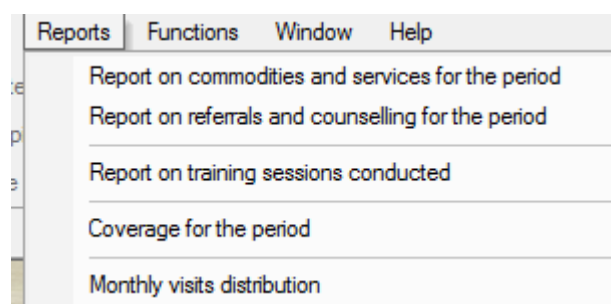 Reports Functions Window Help
Report on commodities and services for the period
Report on referrals and counselling for the period
Report on training sessions conducted
Coverage for the period
Monthly visits distribution